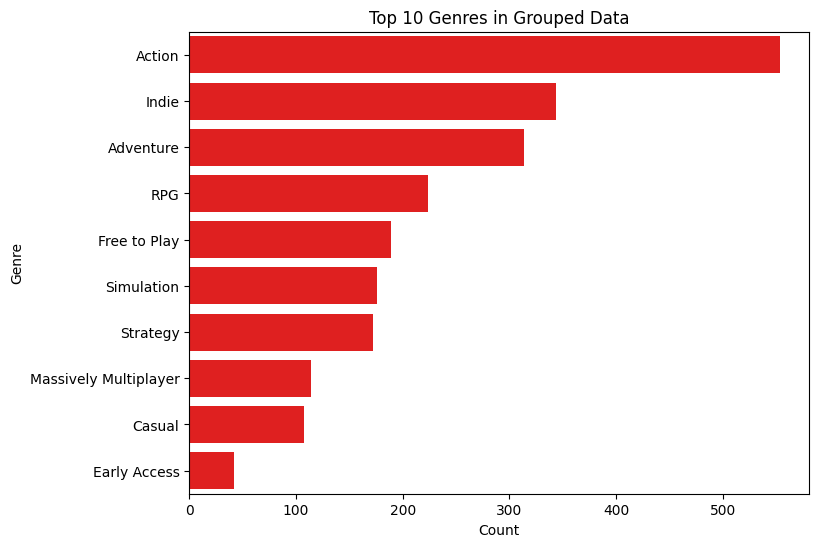 Top 10 Genres in Grouped Data
Genre
Action
Indie
Adventure
RPG
Free to Play
Simulation
Strategy
Massively Multiplayer
Casual
Early Access
0 100 200 300 400 500
Count